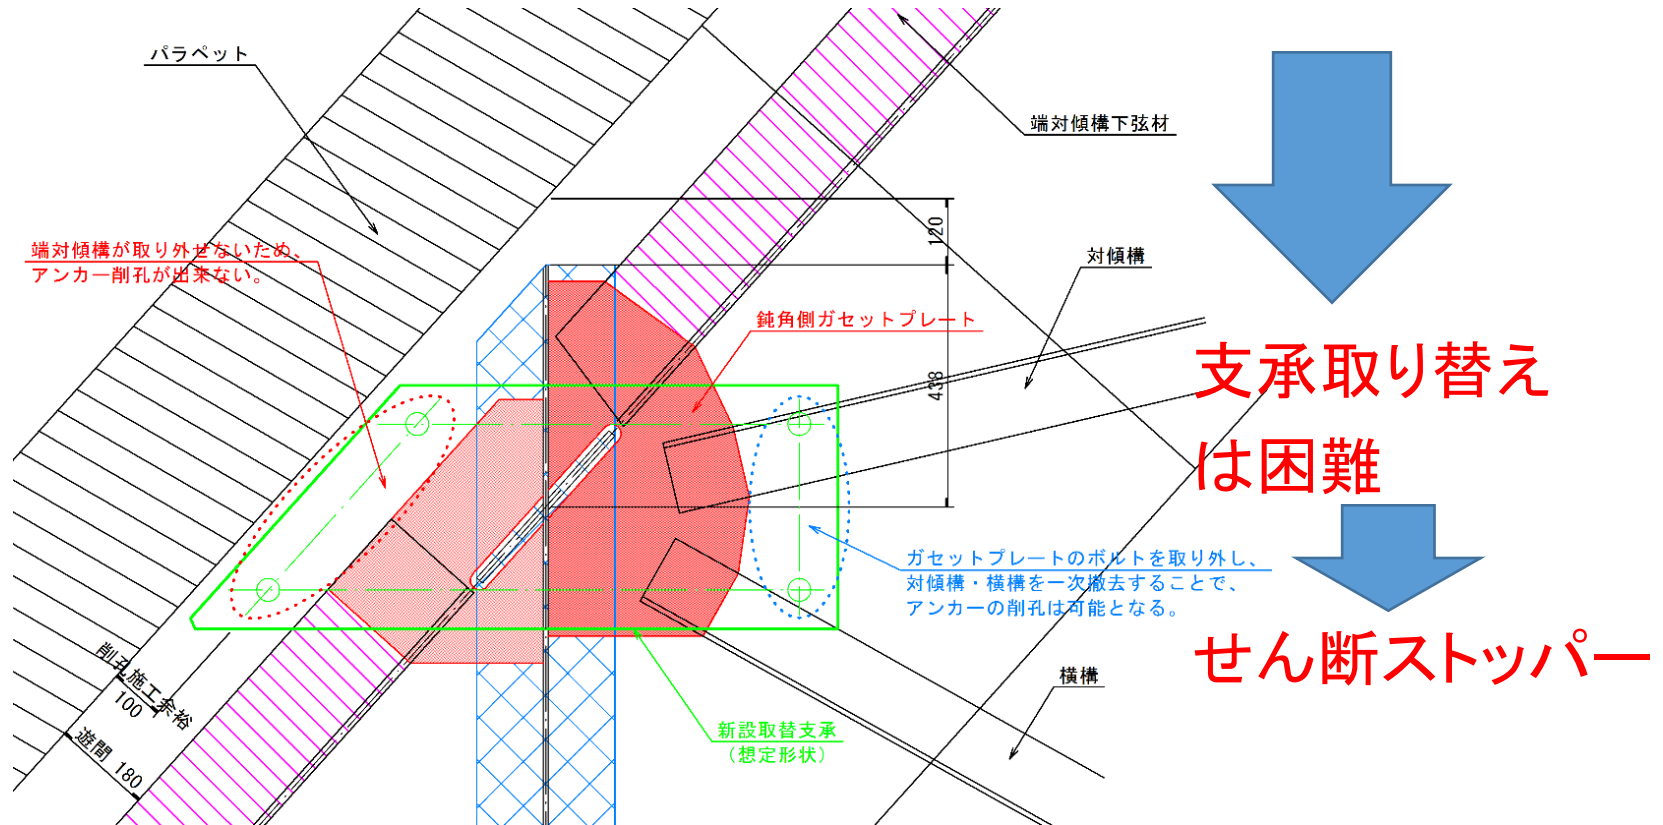 パラペット
端対傾構下弦材
端対傾構が取り外せないため、
アンカー削孔が出来ない。
120
対傾構
鈍角側ガセットプレート
438
支承取り替え
は困難
ガセットプレートのボルトを取り外し、
対傾構・横構を一次撤去することで、
アンカーの削孔は可能となる。
せん断ストッパー
削孔施工余裕
100
遊間 180
横構
新設取替支承
（想定形状）